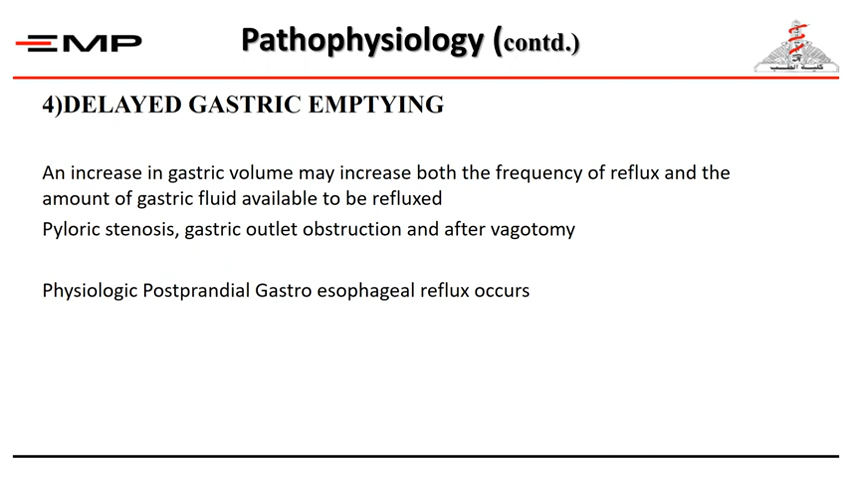 EMP
Pathophysiology (contd.)
كلية الطب
4)DELAYED GASTRIC EMPTYING
An increase in gastric volume may increase both the frequency of reflux and the
amount of gastric fluid available to be refluxed
Pyloric stenosis, gastric outlet obstruction and after vagotomy
Physiologic Postprandial Gastro esophageal reflux occurs